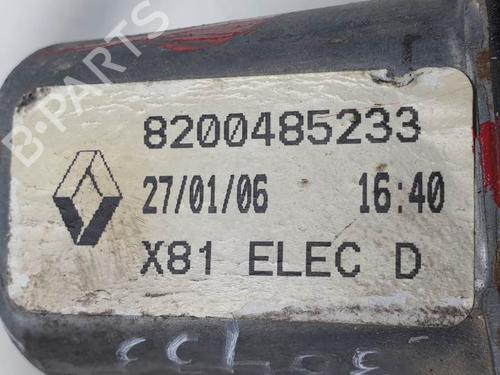 B-PARTS
8200485233
27/01/06 16:40
X81 ELEC D